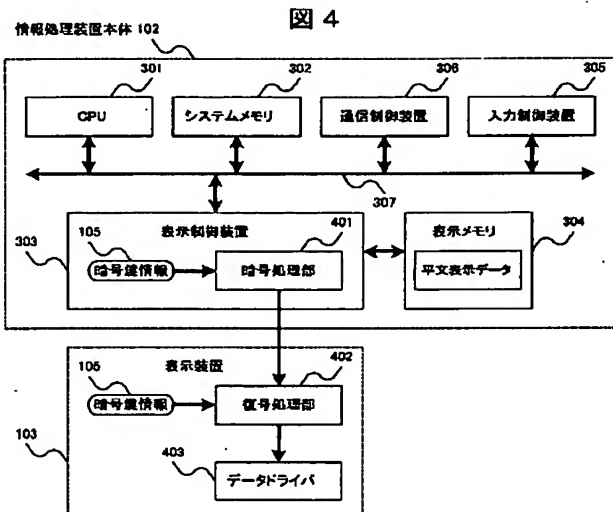 図 4
情報処理装置本体 102
301
302
306
305
CPU
システムメモリ
通信制御装置
入力制御装置
307
表示制御装置
401
表示メモリ
304
303
105
暗号鍵情報
暗号処理部
平文表示データ
表示装置
402
105
暗号鍵情報
復号処理部
103
403
データドライバ